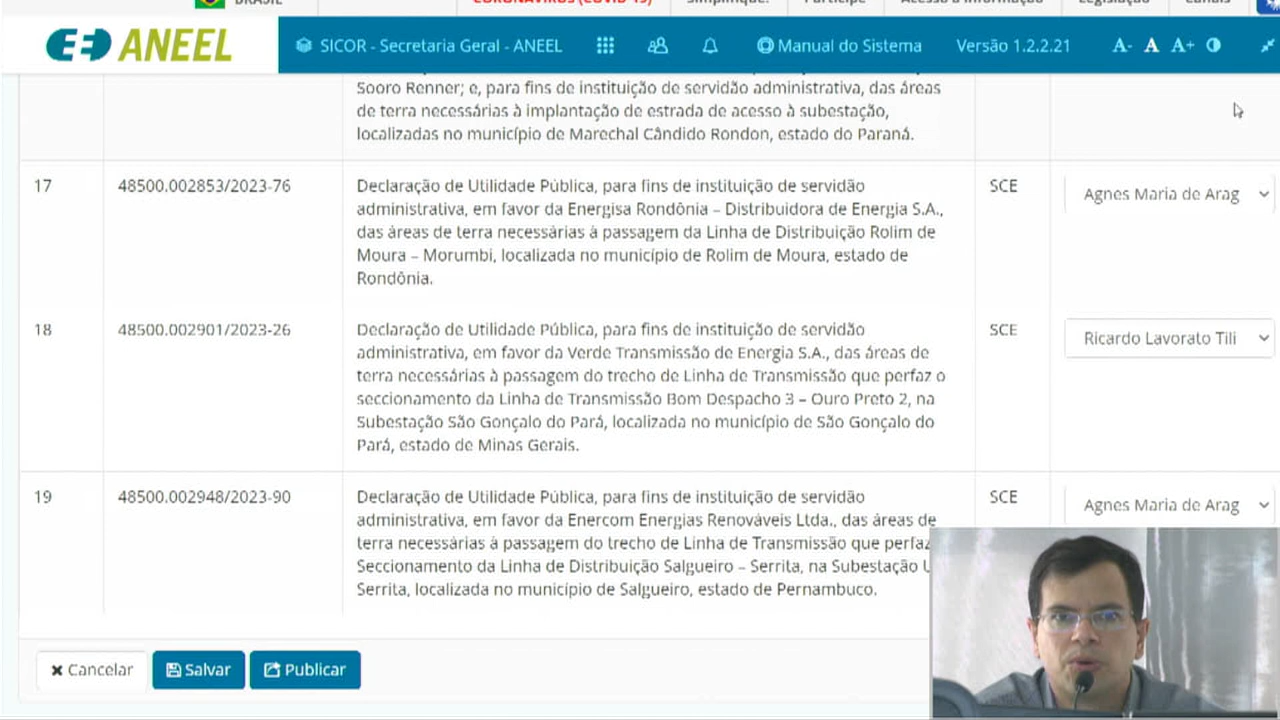 BRASIL
CORONAVÍRUS (COVID-19)
Simplifique!
Participe
Acesso à informação
Legislação
Canais
ANEEL
SICOR - Secretaria Geral - ANEEL
Manual do Sistema
Versão 1.2.2.21
A-
A
A+
Sooro Renner; e, para fins de instituição de servidão administrativa, das áreas
de terra necessárias à implantação de estrada de acesso à subestação,
localizadas no município de Marechal Cândido Rondon, estado do Paraná.
17
48500.002853/2023-76
Declaração de Utilidade Pública, para fins de instituição de servidão
administrativa, em favor da Energisa Rondônia – Distribuidora de Energia S.A.,
das áreas de terra necessárias à passagem da Linha de Distribuição Rolim de
Moura – Morumbi, localizada no município de Rolim de Moura, estado de
Rondônia.
SCE
Agnes Maria de Arag
18
48500.002901/2023-26
Declaração de Utilidade Pública, para fins de instituição de servidão
administrativa, em favor da Verde Transmissão de Energia S.A., das áreas de
terra necessárias à passagem do trecho de Linha de Transmissão que perfaz o
seccionamento da Linha de Transmissão Bom Despacho 3 – Ouro Preto 2, na
Subestação São Gonçalo do Pará, localizada no município de São Gonçalo do
Pará, estado de Minas Gerais.
SCE
Ricardo Lavorato Tili
19
48500.002948/2023-90
Declaração de Utilidade Pública, para fins de instituição de servidão
administrativa, em favor da Enercom Energias Renováveis Ltda., das áreas de
terra necessárias à passagem do trecho de Linha de Transmissão que perfaz
Seccionamento da Linha de Distribuição Salgueiro – Serrita, na Subestação U
Serrita, localizada no município de Salgueiro, estado de Pernambuco.
SCE
Agnes Maria de Arag
Cancelar
Salvar
Publicar